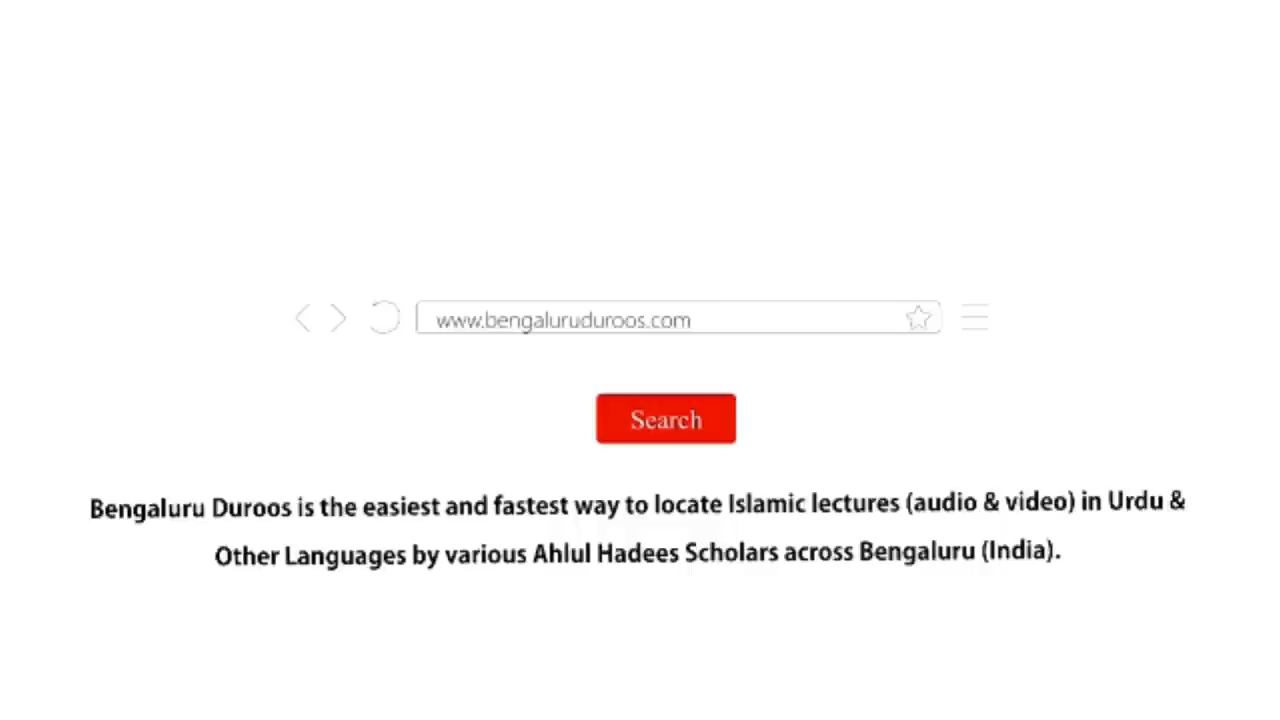 www.bengaluruduroos.com
Search
Bengaluru Duroos is the easiest and fastest way to locate Islamic lectures (audio & video) in Urdu &
Other Languages by various Ahlul Hadees Scholars across Bengaluru (India).